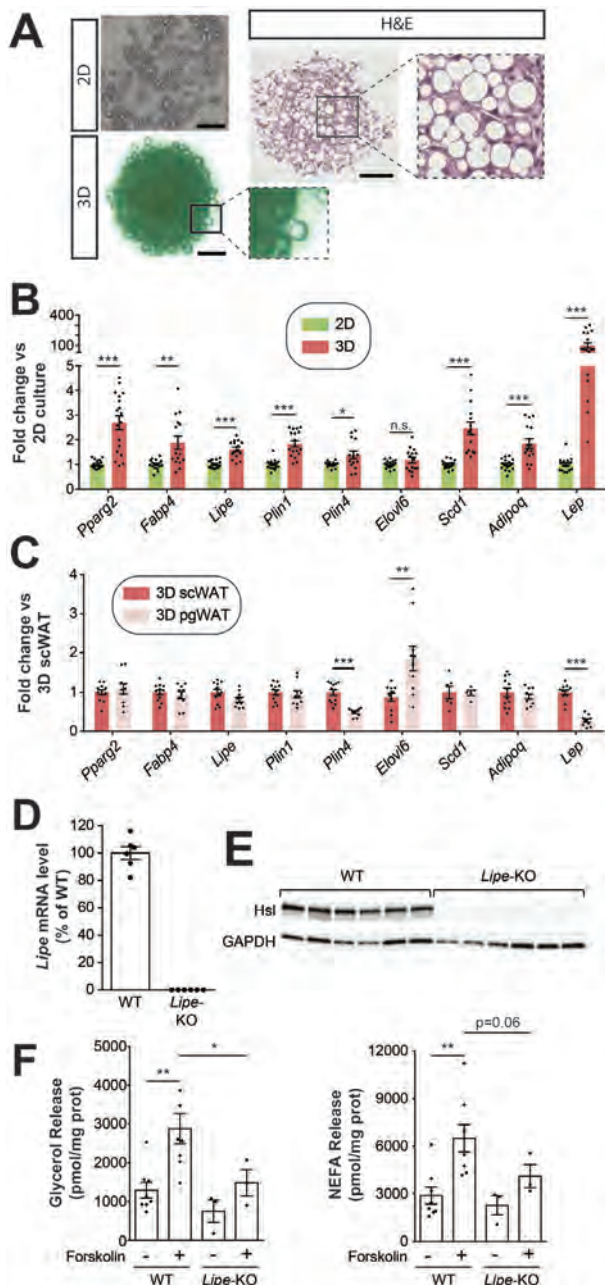 A
H&E
2D
3D
B
Fold change vs
2D culture
400
100
5
4
3
2
1
0
2D
3D
***
**
***
***
*
n.s.
***
***
***
Pparg2
Fabp4
Lipe
Plin1
Plin4
Elovl6
Scd1
Adipoq
Lep
C
Fold change vs
3D scWAT
4
3
2
1
0
3D scWAT
3D pgWAT
***
**
***
Pparg2
Fabp4
Lipe
Plin1
Plin4
Elovl6
Scd1
Adipoq
Lep
D
Lipe mRNA level
(% of WT)
120
100
80
60
40
20
0
WT
Lipe-
KO
E
WT
Lipe-KO
Hsl
GAPDH
F
Glycerol Release
(pmol/mg prot)
5000
4000
3000
2000
1000
0
**
*
Forskolin - + - +
WT Lipe-KO
NEFA Release
(pmol/mg prot)
12000
9000
6000
3000
0
**
p=0.06
- + - +
WT Lipe-KO